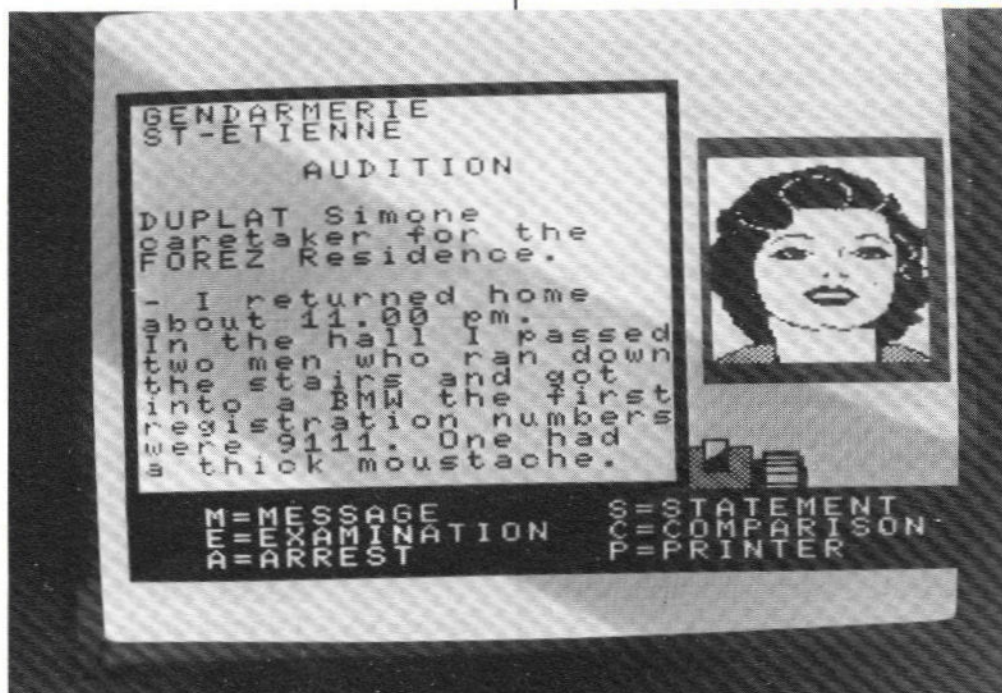 GENDARMERIE
ST-ETIENNE
AUDITION
DUPLAT Simone
caretaker for the
FOREZ Residence.
- I returned home
about 11.00 pm.
In the hall I passed
two men who ran down
the stairs and got
into a BMW the first
registration numbers
were 9111. One had
a thick moustache.
M=MESSAGE
E=EXAMINATION
A=ARREST
S=STATEMENT
C=COMPARISON
P=PRINTER